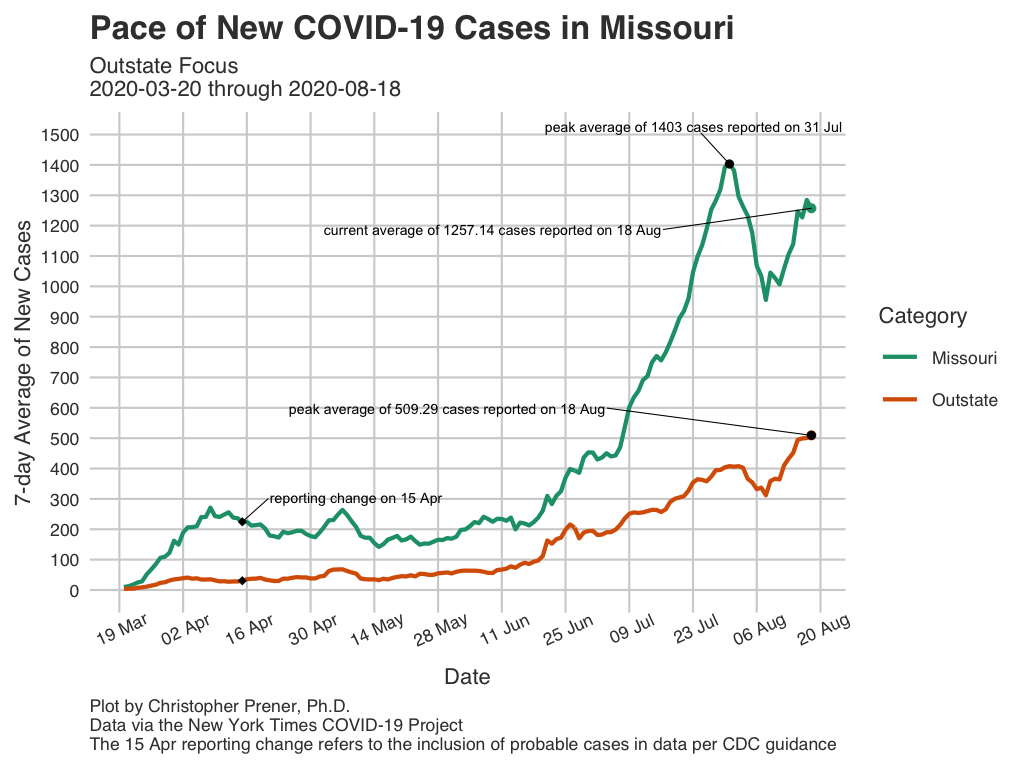 Pace of New COVID-19 Cases in Missouri
Outstate Focus
2020-03-20 through 2020-08-18
7-day Average of New Cases
1500
1400
1300
1200
1100
1000
900
800
700
600
500
400
300
200
100
0
peak average of 1403 cases reported on 31 Jul
current average of 1257.14 cases reported on 18 Aug
peak average of 509.29 cases reported on 18 Aug
reporting change on 15 Apr
19 Mar
02 Apr
16 Apr
30 Apr
14 May
28 May
11 Jun
25 Jun
09 Jul
23 Jul
06 Aug
20 Aug
Date
Category
Missouri
Outstate
Plot by Christopher Prener, Ph.D.
Data via the New York Times COVID-19 Project
The 15 Apr reporting change refers to the inclusion of probable cases in data per CDC guidance